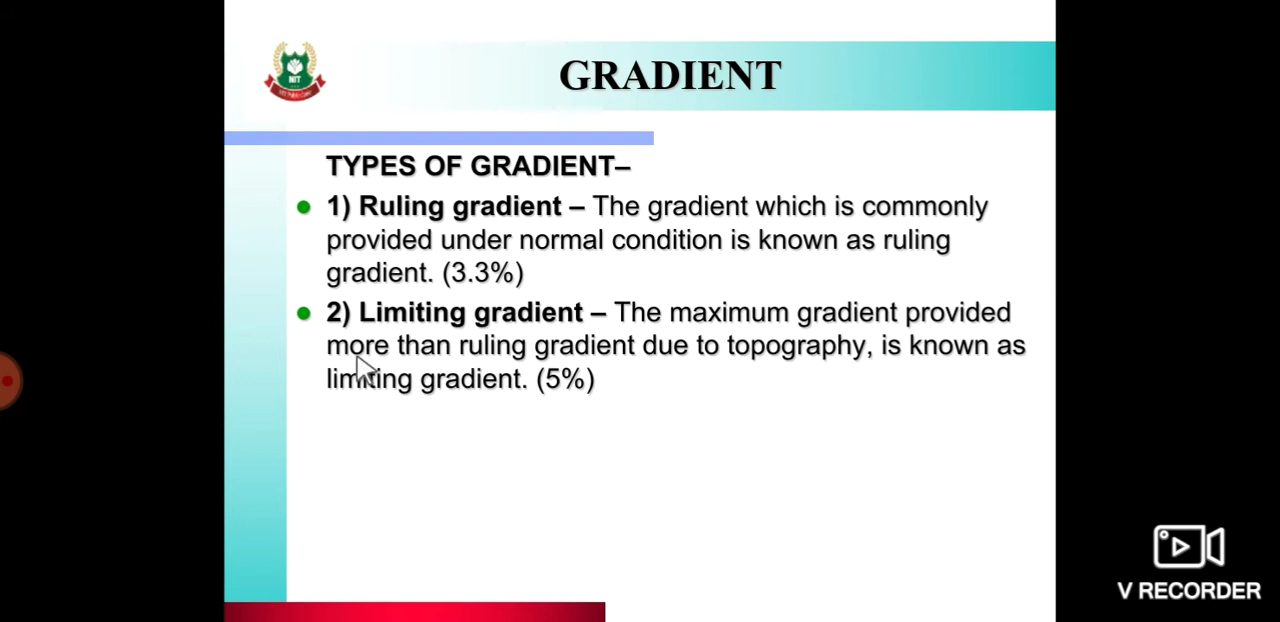 GRADIENT
NIT
TYPES OF GRADIENT–
1) Ruling gradient – The gradient which is commonly
provided under normal condition is known as ruling
gradient. (3.3%)
2) Limiting gradient – The maximum gradient provided
more than ruling gradient due to topography, is known as
limiting gradient. (5%)
V RECORDER